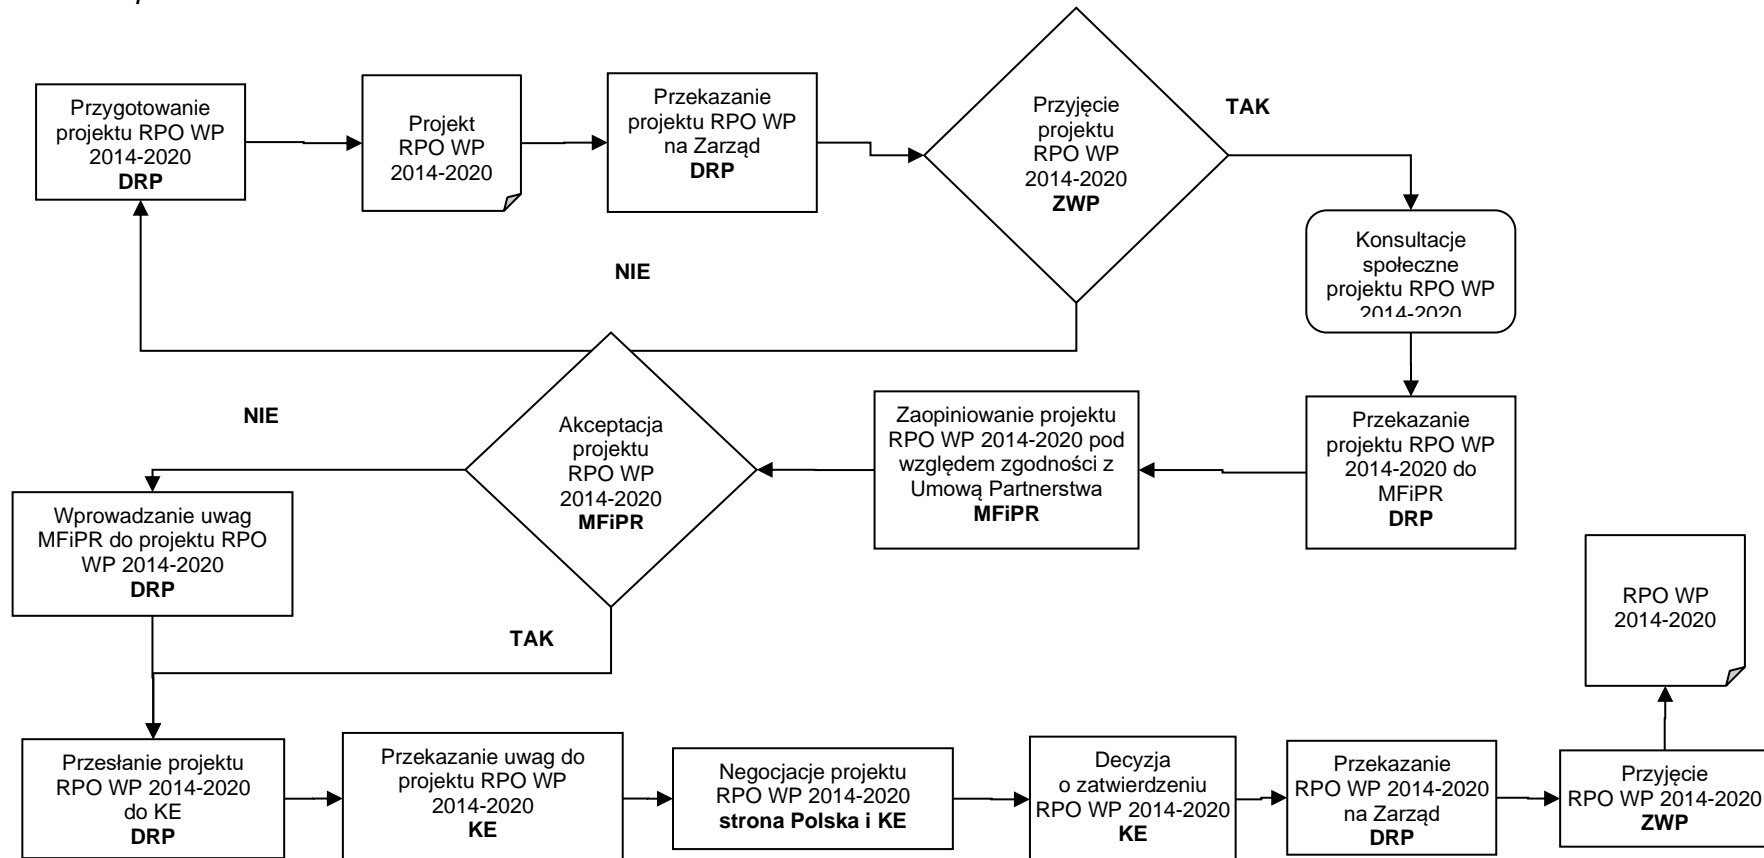 Przygotowanie
projektu RPO WP
2014-2020
DRP
Projekt
RPO WP
2014-2020
Przekazanie
projektu RPO WP
na Zarząd
DRP
Przyjęcie
projektu
RPO WP
2014-2020
ZWP
TAK
NIE
Konsultacje
społeczne
projektu RPO WP
2014-2020
Przekazanie
projektu RPO WP
2014-2020 do
MFiPR
DRP
Zaopiniowanie projektu
RPO WP 2014-2020 pod
względem zgodności z
Umową Partnerstwa
MFiPR
Akceptacja
projektu
RPO WP
2014-2020
MFiPR
NIE
Wprowadzanie uwag
MFiPR do projektu RPO
WP 2014-2020
DRP
TAK
Przesłanie projektu
RPO WP 2014-2020
do KE
DRP
Przekazanie uwag do
projektu RPO WP
2014-2020
KE
Negocjacje projektu
RPO WP 2014-2020
strona Polska i KE
Decyzja
o zatwierdzeniu
RPO WP 2014-2020
KE
Przekazanie
RPO WP 2014-2020
na Zarząd
DRP
Przyjęcie
RPO WP 2014-2020
ZWP
RPO WP
2014-2020